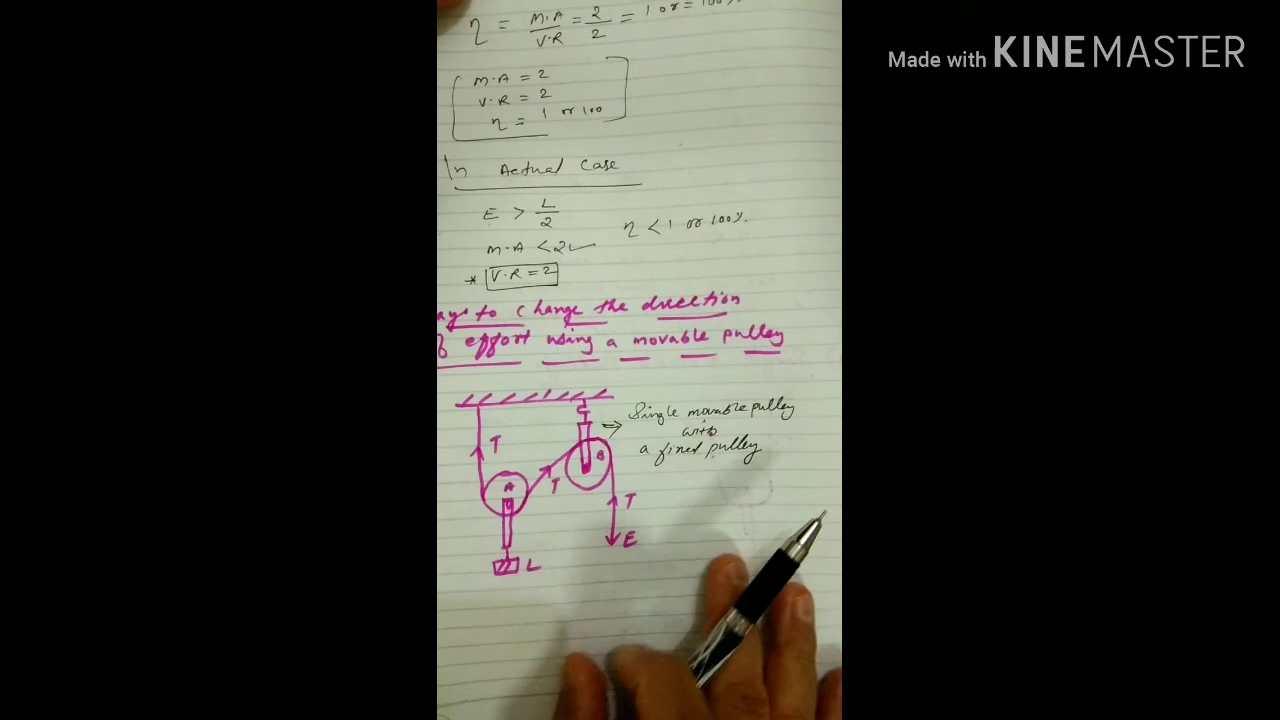 Made with KINEMASTER
η = M.A/V.R = 2/2 = 1 or = 100%
M.A = 2
V.R = 2
η = 1 or 100
In Actual Case
E > L/2
η < 1 or 100%.
M.A < 2 ✓
* V.R = 2
ays to change the direction
of effort using a movable pulley
Single movable pulley
with
a fixed pulley
T
A
L
T
B
T
E